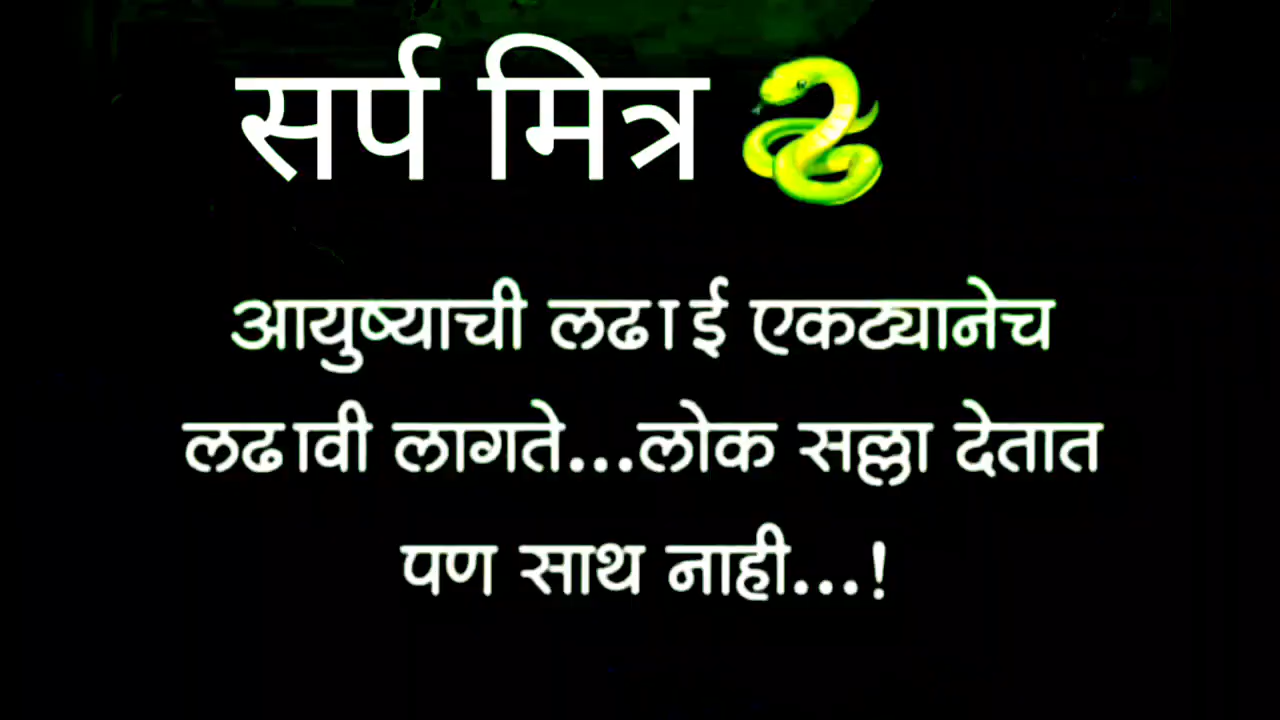 सर्प मित्र
आयुष्याची लढाई एकट्यानेच
लढावी लागते...लोक सल्ला देतात
पण साथ नाही...!